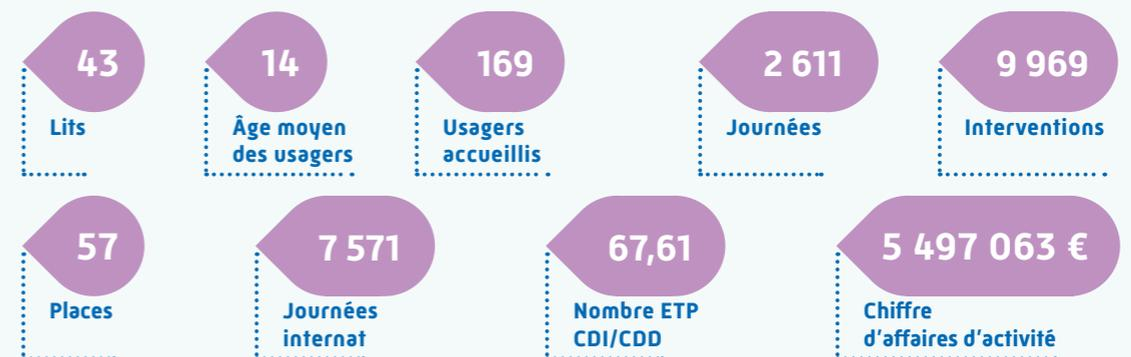 43
Lits
14
Âge moyen
des usagers
169
Usagers
accueillis
2 611
Journées
9 969
Interventions
57
Places
7 571
Journées
internat
67,61
Nombre ETP
CDI/CDD
5 497 063 €
Chiffre
d'affaires d'activité